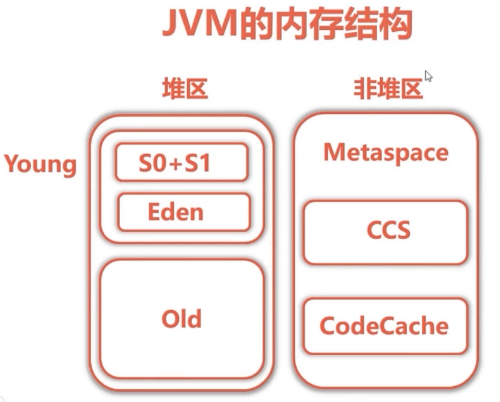 JVM的内存结构
堆区
非堆区
Young
S0+S1
Eden
Old
Metaspace
CCS
CodeCache